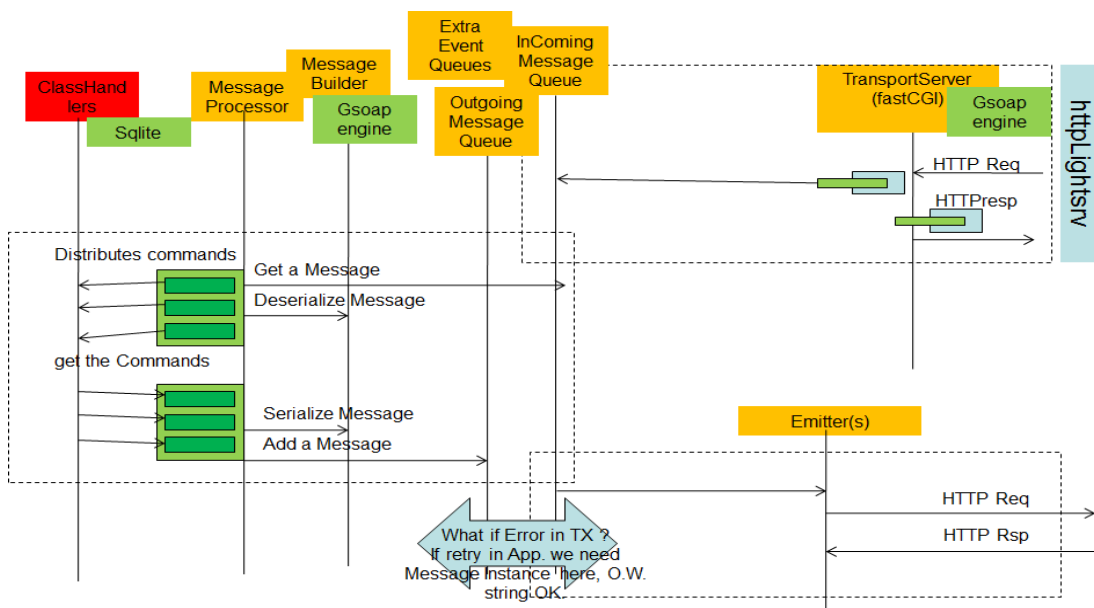 Extra
Event
Queues
InComing
Message
Queue
Message
Builder
ClassHand
lers
Message
Processor
TransportServer
(fastCGI)
Gsoap
engine
Gsoap
engine
Outgoing
Message
Queue
Sqlite
httpLightsrv
HTTP Req
HTTPresp
Distributes commands
Get a Message
Deserialize Message
get the Commands
Serialize Message
Add a Message
Emitter(s)
HTTP Req
HTTP Rsp
What if Error in TX ?
If retry in App. we need
Message Instance here, O.W.
string OK.